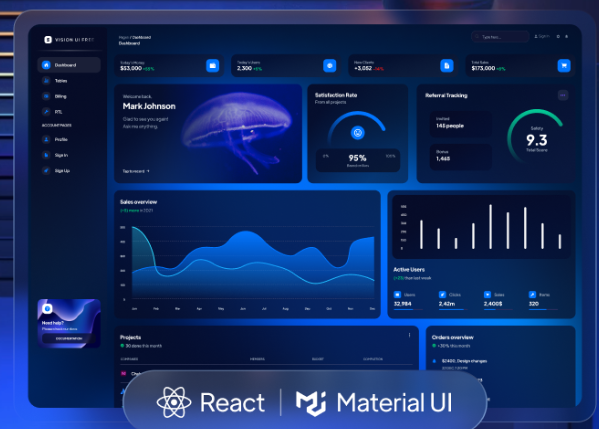 VISION UI FREE
Dashboard
Tables
Billing
RTL
ACCOUNT PAGES
Profile
Sign In
Sign Up
Need help?
Dashboard
Dashboard
Type here...
Sign in
Today's Money
$53,000 +55%
Today's Users
2,300 +5%
New Clients
+3,052 -14%
Total Sales
$173,000 +8%
Welcome back,
Mark Johnson
Glad to see you again!
Ask me anything.
Tap to record
Satisfaction Rate
From all projects
0%
95%
100%
Based on likes
Referral Tracking
Invited
145 people
Bonus
1,465
Safety
9.3
Total Score
Sales overview
(+5) more in 2021
500
400
300
200
100
0
Jan Feb Mar Apr May Jun Jul Aug Sep Oct Nov Dec
500
400
300
200
100
0
Active Users
(+23) than last week
Users
32,984
Clicks
2,42m
Sales
2,400$
Items
320
Projects
30 done this month
COMPANIES MEMBERS BUDGET COMPLETION
Orders overview
+30% this month
$2400, Design changes
React
Material UI